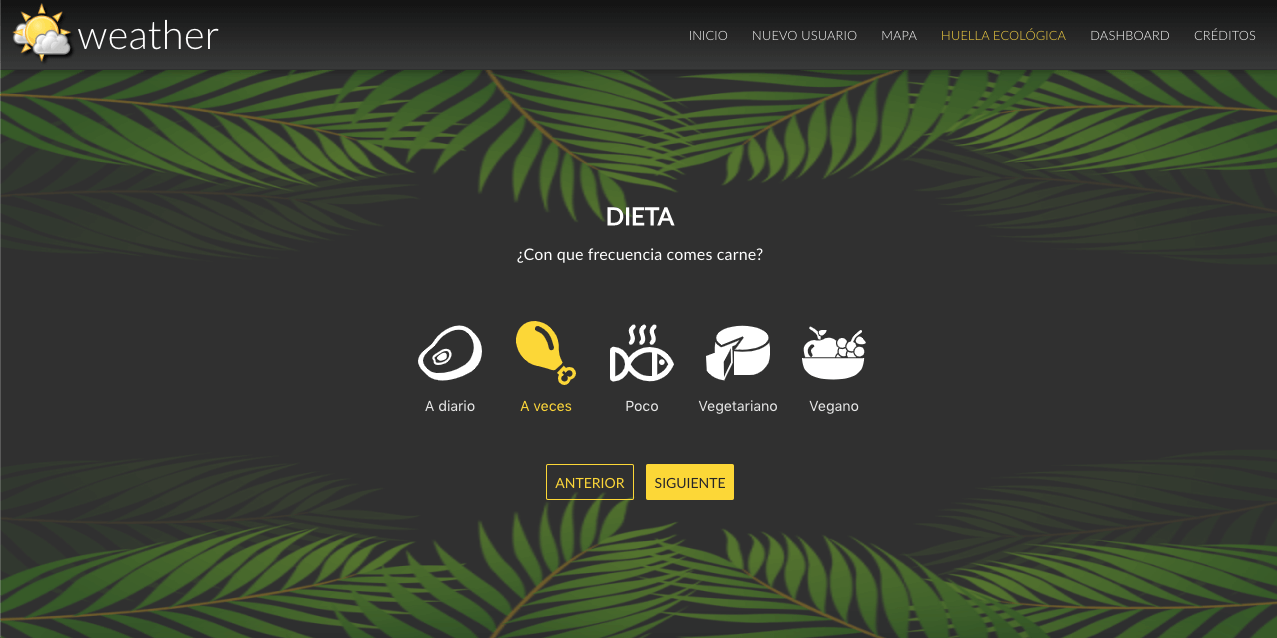 weather
INICIO NUEVO USUARIO MAPA HUELLA ECOLÓGICA DASHBOARD CRÉDITOS
DIETA
¿Con que frecuencia comes carne?
A diario A veces Poco Vegetariano Vegano
ANTERIOR SIGUIENTE